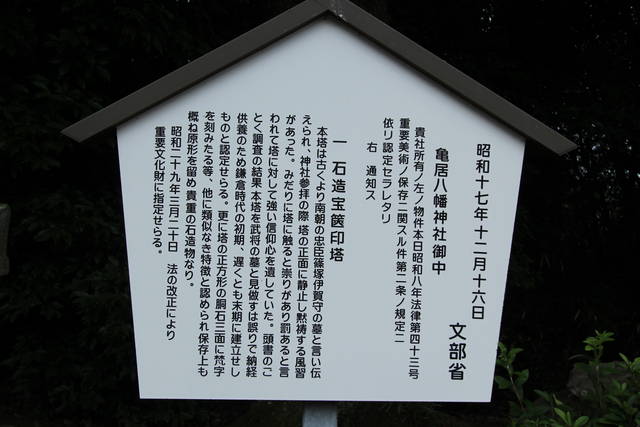 昭和十七年十二月十六日
文部省
亀居八幡神社御中
貴社所有ノ左ノ物件本日昭和八年法律第四十三号
重要美術ノ保存ニ関スル件第二条ノ規定ニ
依リ認定セラレタリ
右 通知ス
一 石造宝篋印塔
本塔は古くより南朝の忠臣篠塚伊賀守の墓と言い伝
えられ、神社参拝の際 塔の正面に静止し黙祷する風習
があった。みだりに塔に触ると崇りがあり罰あると言
われて塔に対して強い信仰心を遺していた。頭書のご
とく調査の結果 本塔を武将の墓と見做すは誤りで納経
供養のため鎌倉時代の初期、遅くとも末期に建立せし
ものと認定せらる。更に塔の正方形の胴石三面に梵字
を刻みたる等、他に類似なき特徴と認められ保存上も
概ね原形を留め貴重の石造物なり。
昭和二十九年三月二十日 法の改正により
重要文化財に指定せらる。